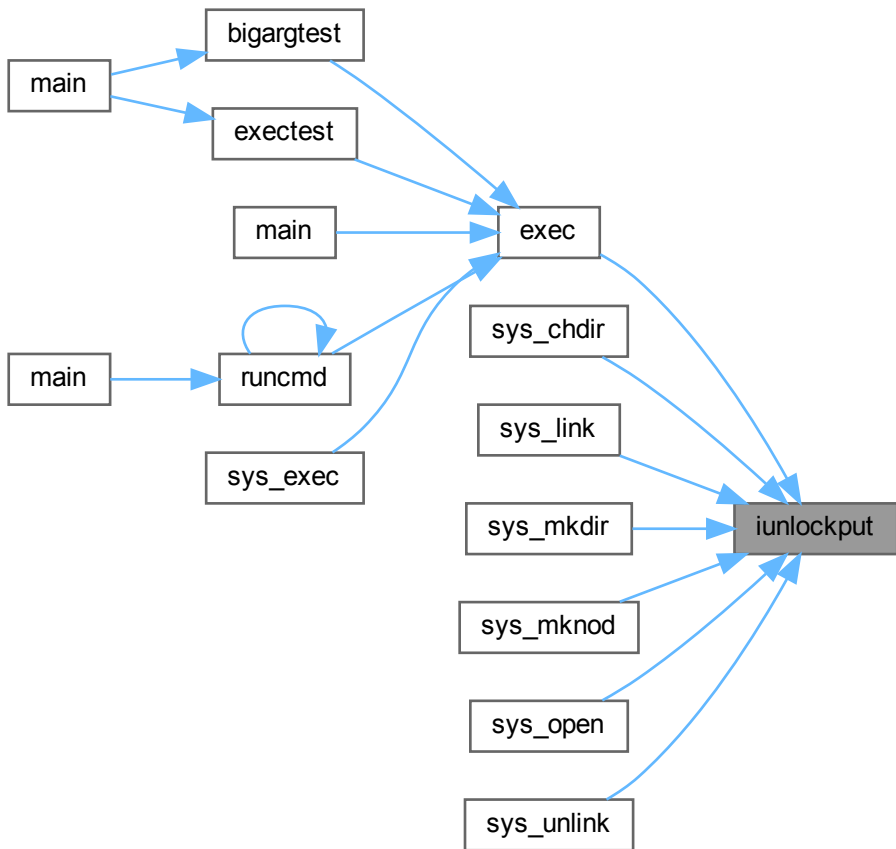 bigargtest
main
exectest
main
exec
sys_chdir
main
runcmd
sys_link
sys_exec
iunlockput
sys_mkdir
sys_mknod
sys_open
sys_unlink